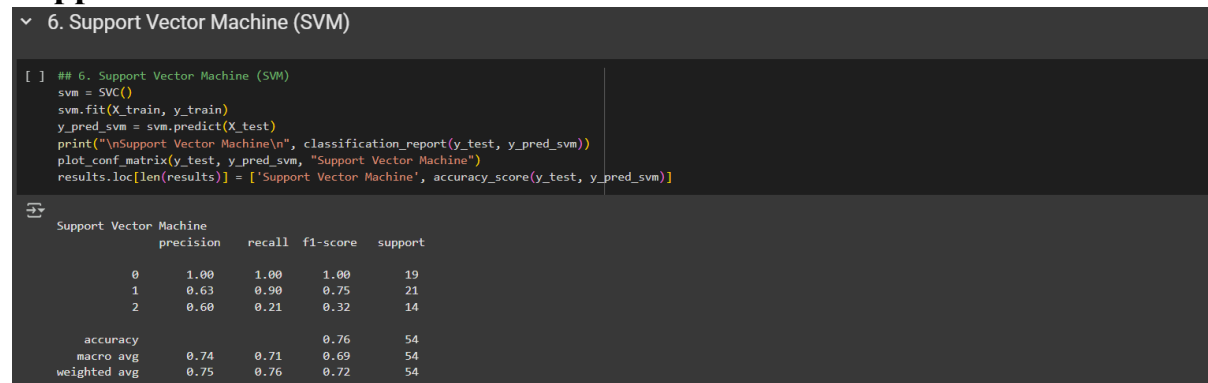 6. Support Vector Machine (SVM)
[ ] ## 6. Support Vector Machine (SVM)
svm = SVC()
svm.fit(X_train, y_train)
y_pred_svm = svm.predict(X_test)
print("\nSupport Vector Machine\n", classification_report(y_test, y_pred_svm))
plot_conf_matrix(y_test, y_pred_svm, "Support Vector Machine")
results.loc[len(results)] = ['Support Vector Machine', accuracy_score(y_test, y_pred_svm)]
Support Vector Machine
precision recall f1-score support
0 1.00 1.00 1.00 19
1 0.63 0.90 0.75 21
2 0.60 0.21 0.32 14
accuracy 0.76 54
macro avg 0.74 0.71 0.69 54
weighted avg 0.75 0.76 0.72 54